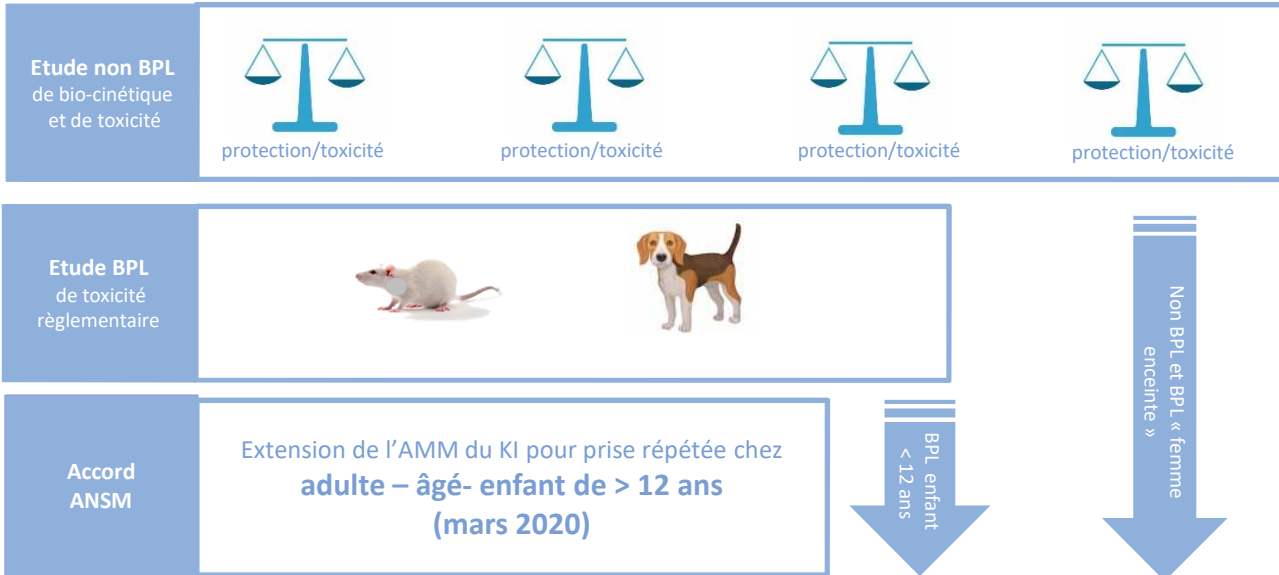 Etude non BPL
de bio-cinétique
et de toxicité
protection/toxicité
protection/toxicité
protection/toxicité
protection/toxicité
Etude BPL
de toxicité
règlementaire
Accord
ANSM
Extension de l'AMM du KI pour prise répétée chez
adulte – âgé- enfant de > 12 ans
(mars 2020)
BPL enfant
< 12 ans
Non BPL et BPL « femme
enceinte »